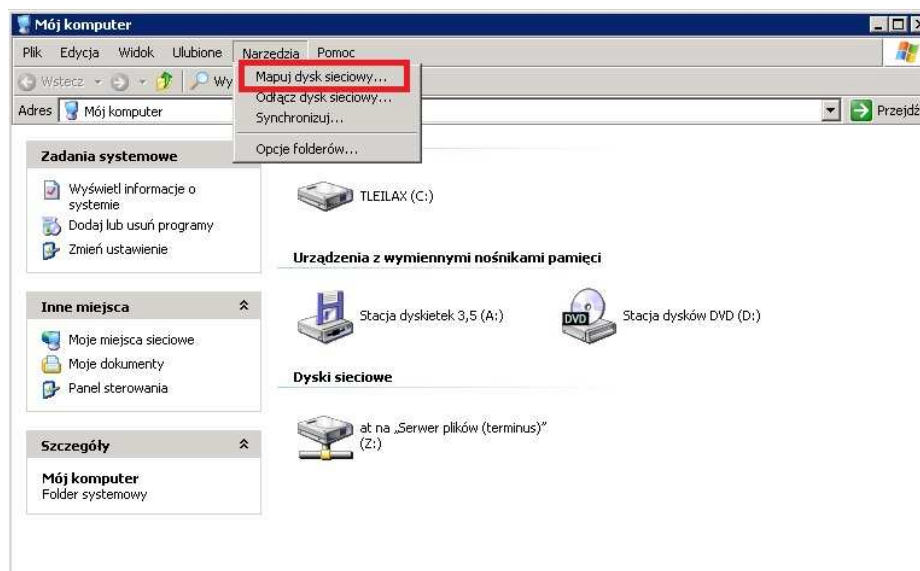 Mój komputer
Plik Edycja Widok Ulubione Narzędzia Pomoc
Wstecz Wy
Adres Mój komputer Przejdź
Mapuj dysk sieciowy...
Odłącz dysk sieciowy...
Synchronizuj...
Opcje folderów...
Zadania systemowe
Wyświetl informacje o
systemie
Dodaj lub usuń programy
Zmień ustawienie
Inne miejsca
Moje miejsca sieciowe
Moje dokumenty
Panel sterowania
Szczegóły
Mój komputer
Folder systemowy
TLEILAX (C:)
Urządzenia z wymiennymi nośnikami pamięci
Stacja dyskietek 3,5 (A:)
DVD
Stacja dysków DVD (D:)
Dyski sieciowe
at na „Serwer plików (terminus)”
(Z:)